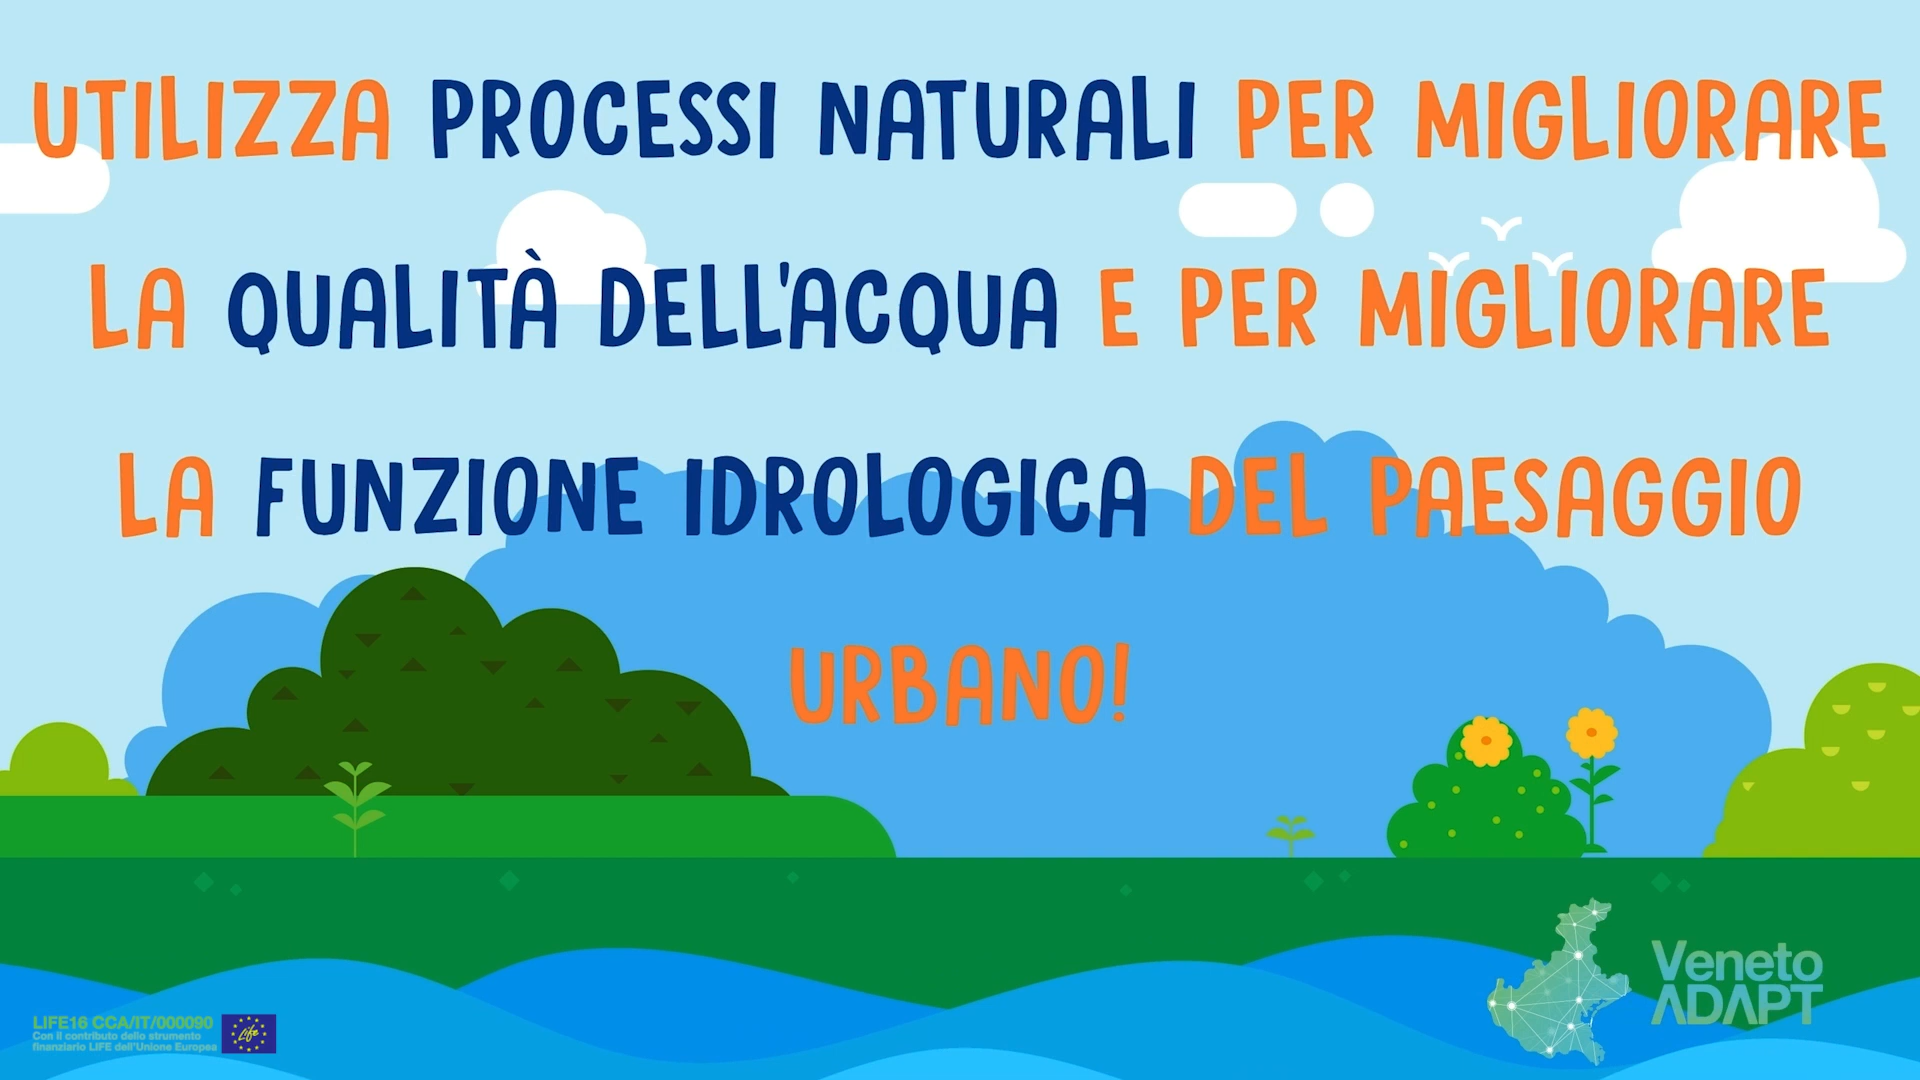 UTILIZZA PROCESSI NATURALI PER MIGLIORARE
LA QUALITÀ DELL'ACQUA E PER MIGLIORARE
LA FUNZIONE IDROLOGICA DEL PAESAGGIO
URBANO!
Veneto
ADAPT
LIFE16 CCA/IT/000090
Con il contributo dello strumento
finanziario LIFE dell'Unione Europea
Life